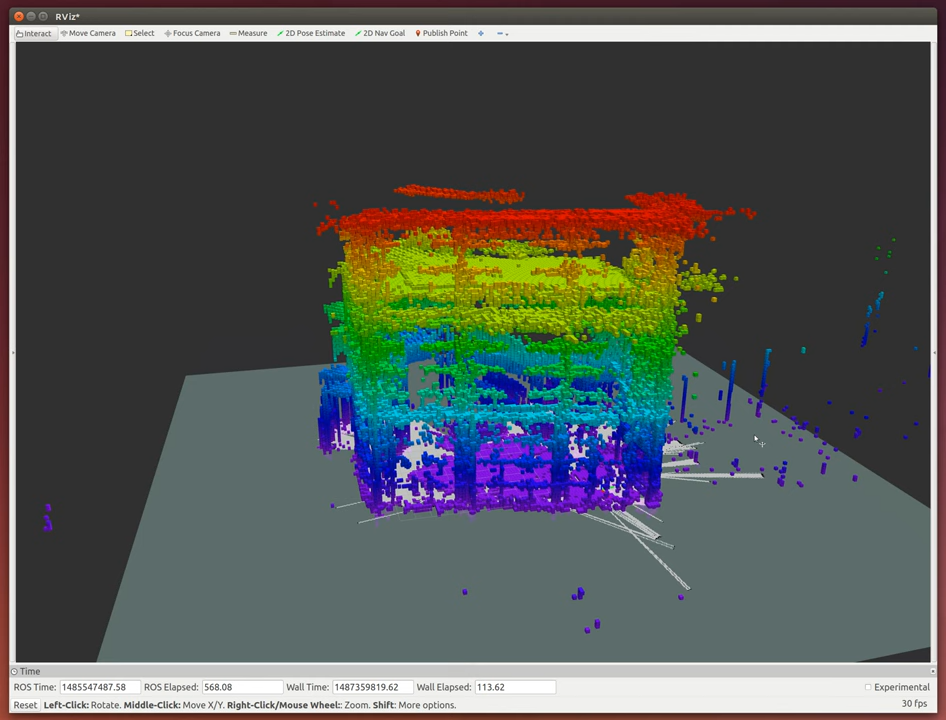 RViz*
Interact Move Camera Select Focus Camera Measure 2D Pose Estimate 2D Nav Goal Publish Point
Time
ROS Time: 1485547487.58 ROS Elapsed: 568.08 Wall Time: 1487359819.62 Wall Elapsed: 113.62 Experimental
Reset Left-Click: Rotate. Middle-Click: Move X/Y. Right-Click/Mouse Wheel:: Zoom. Shift: More options. 30 fps